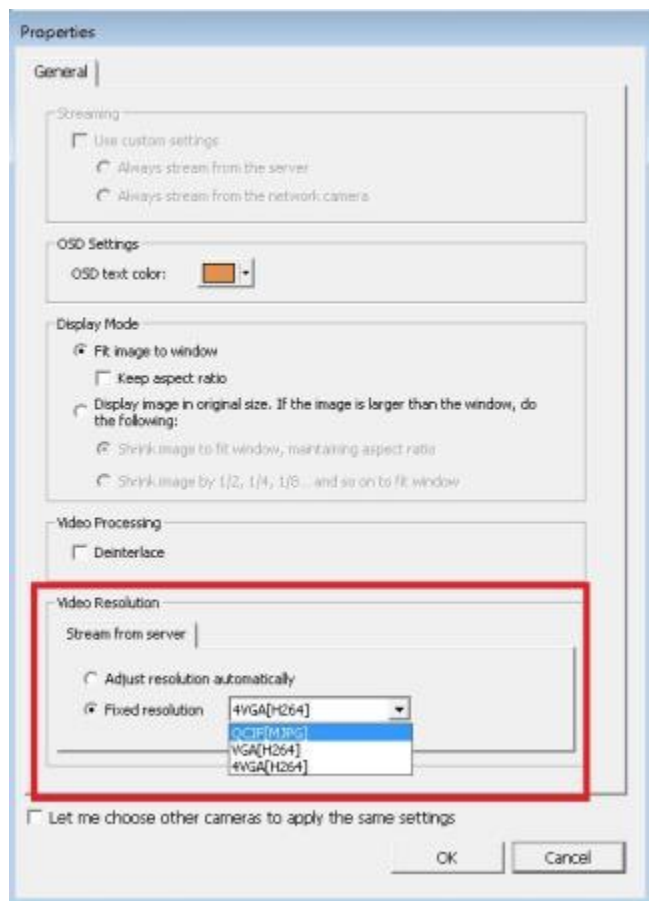 Properties
General
Streaming
Use custom settings
Always stream from the server
Always stream from the network camera
OSD Settings
OSD text color:
Display Mode
Fit image to window
Keep aspect ratio
Display image in original size. If the image is larger than the window, do
the following:
Shrink image to fit window, maintaining aspect ratio
Shrink image by 1/2, 1/4, 1/8... and so on to fit window
Video Processing
Deinterlace
Video Resolution
Stream from server
Adjust resolution automatically
Fixed resolution 4VGA[H264]
QCIF[MJPG]
VGA[H264]
4VGA[H264]
Let me choose other cameras to apply the same settings
OK Cancel